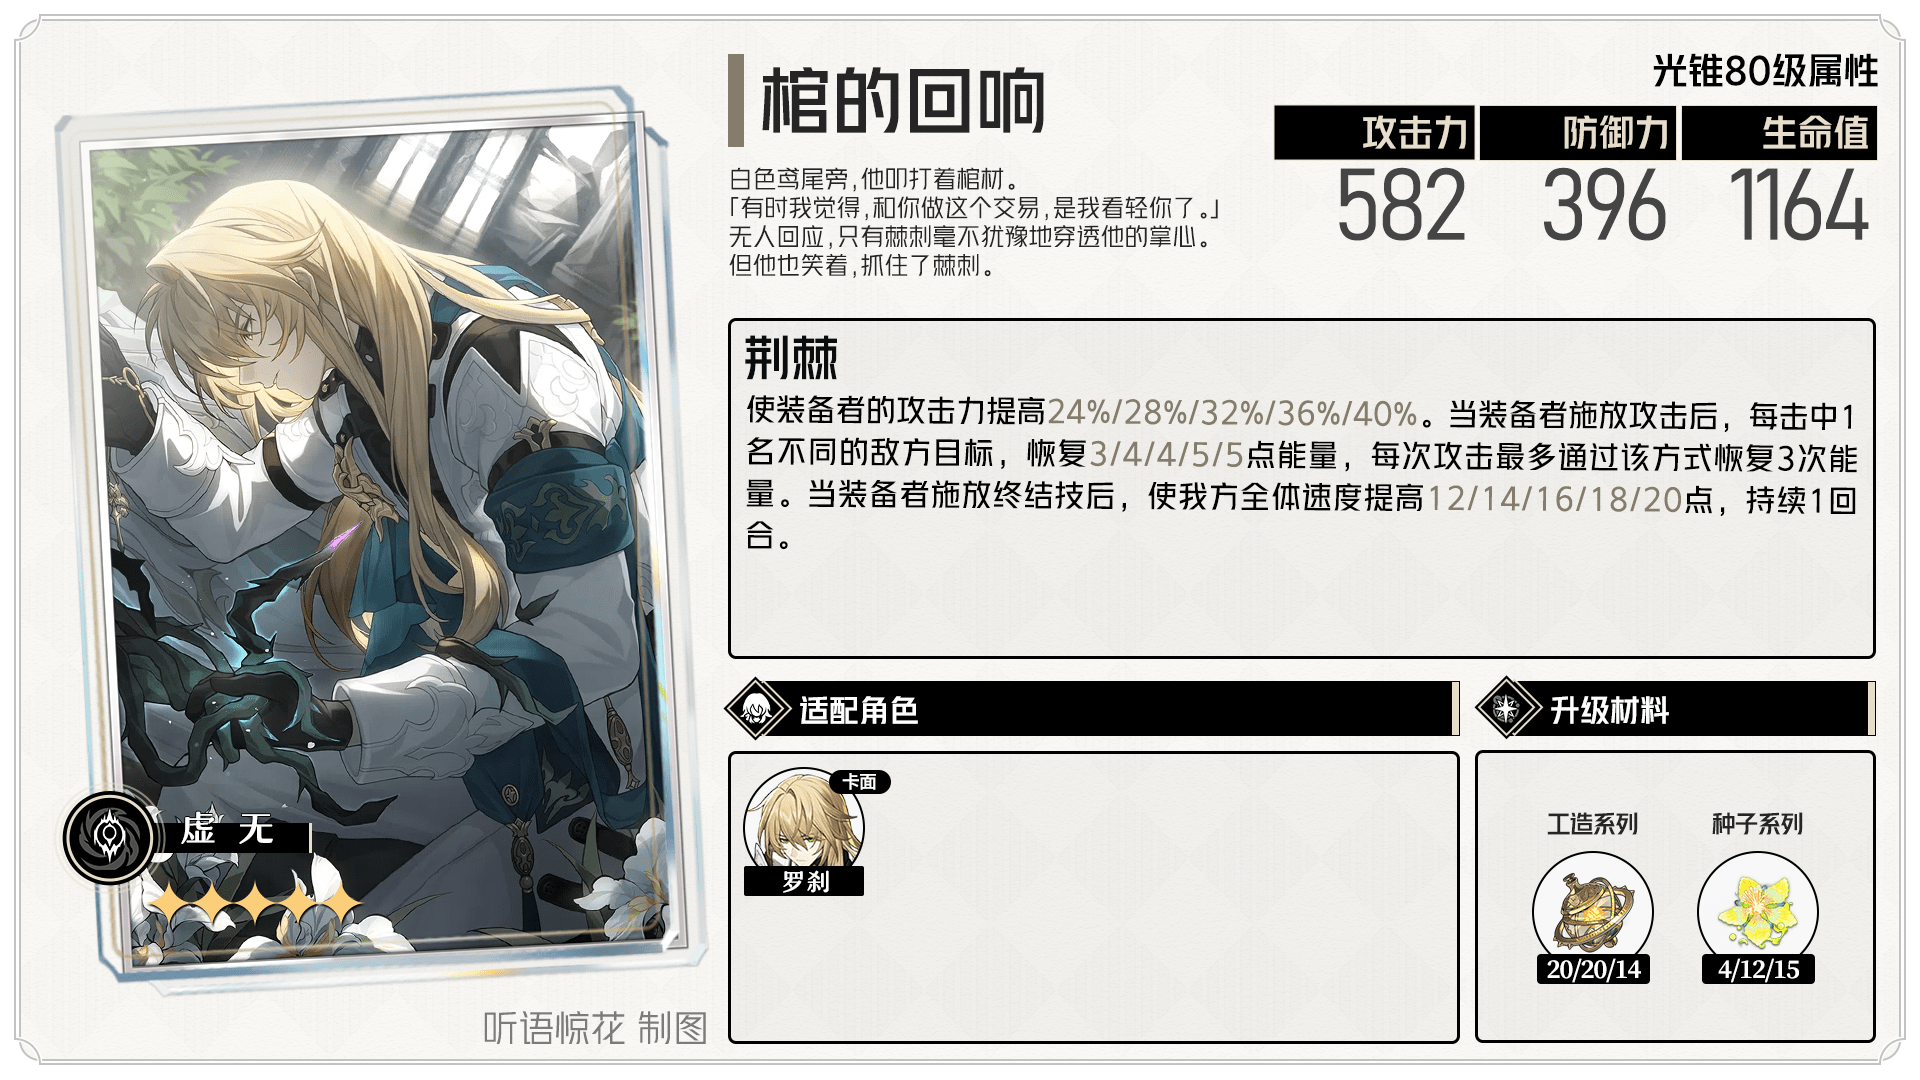 棺的回响
白色鸢尾旁,他叩打着棺材。
「有时我觉得,和你做这个交易,是我看轻你了。」
无人回应,只有棘刺毫不犹豫地穿透他的掌心。
但他也笑着,抓住了棘刺。
光锥80级属性
攻击力 防御力 生命值
582 396 1164
荆棘
使装备者的攻击力提高24%/28%/32%/36%/40%。当装备者施放攻击后，每击中1
名不同的敌方目标，恢复3/4/4/5/5点能量，每次攻击最多通过该方式恢复3次能
量。当装备者施放终结技后，使我方全体速度提高12/14/16/18/20点，持续1回
合。
虚无
适配角色
卡面
罗刹
升级材料
工造系列 种子系列
20/20/14 4/12/15
听语惊花 制图